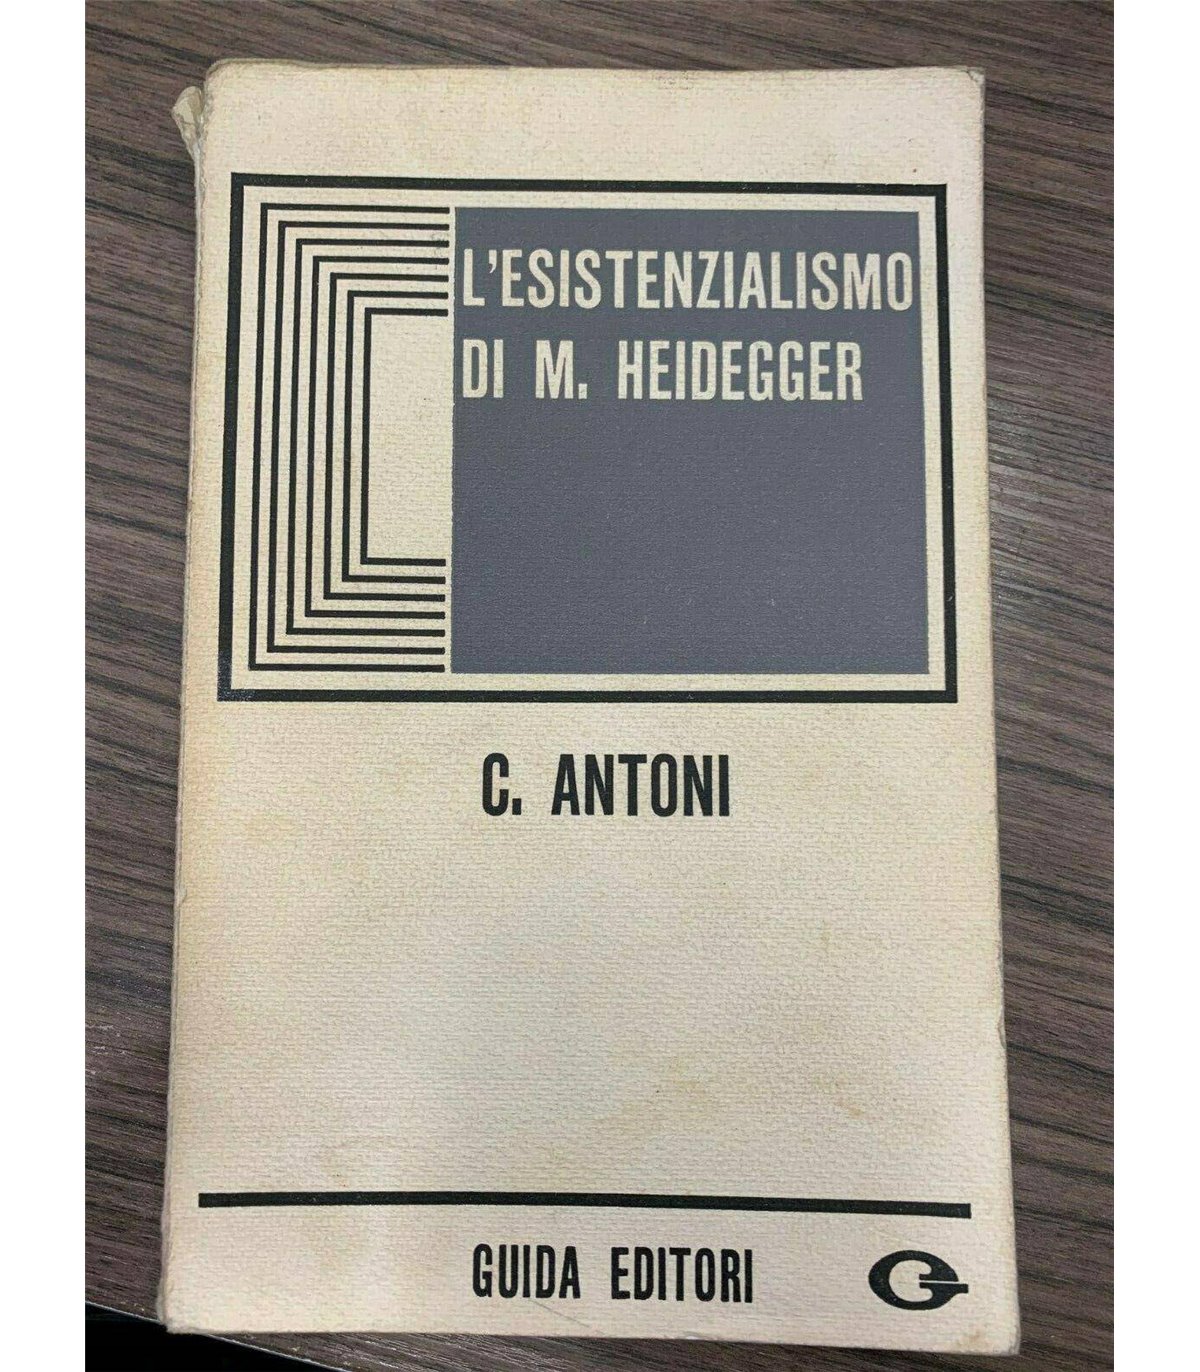 L'ESISTENZIALISMO
DI M. HEIDEGGER
C. ANTONI
GUIDA EDITORI